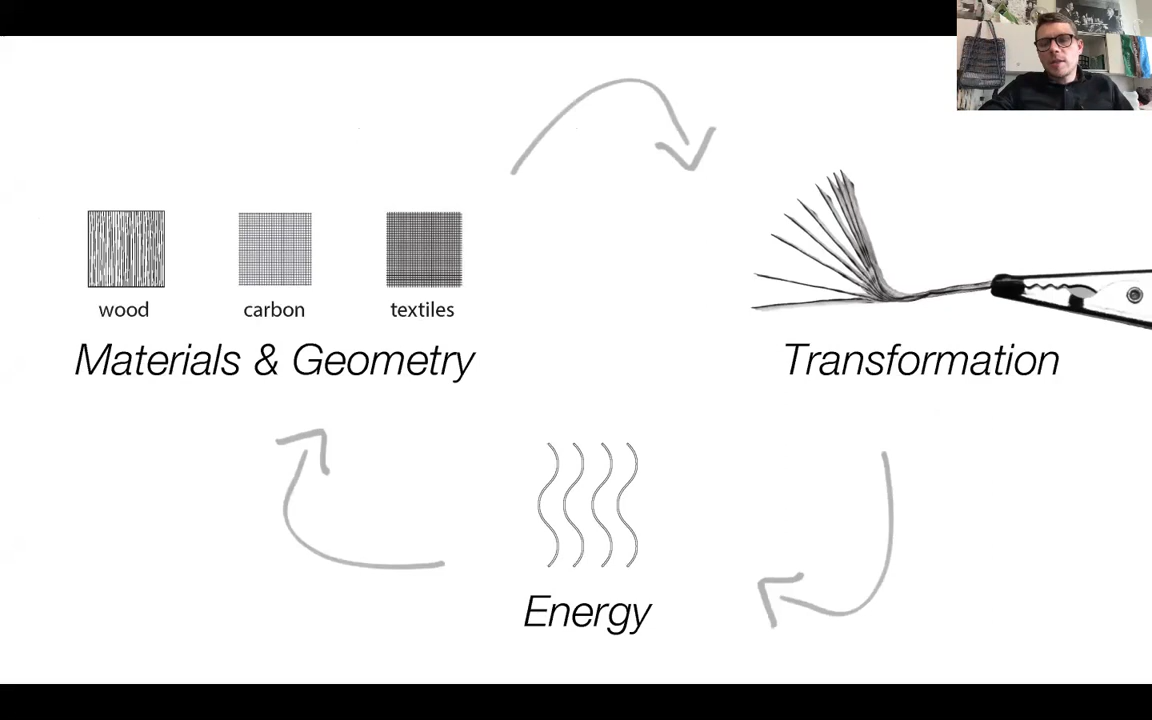 wood
carbon
textiles
Materials & Geometry
Transformation
Energy